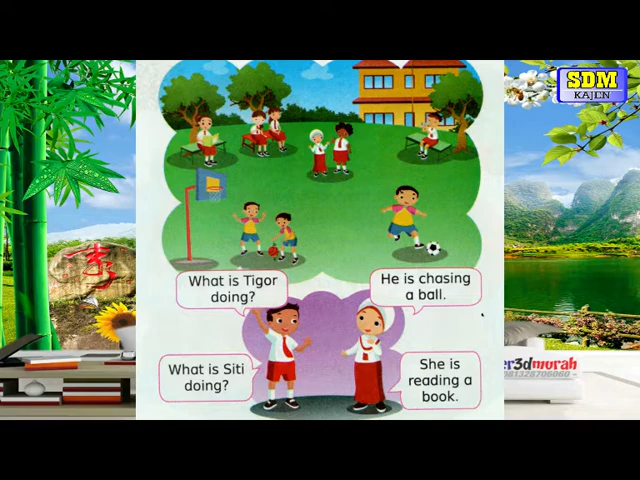 SDM
KAJEN
What is Tigor
doing?
He is chasing
a ball.
What is Siti
doing?
She is
reading a
book.
er3dmurah